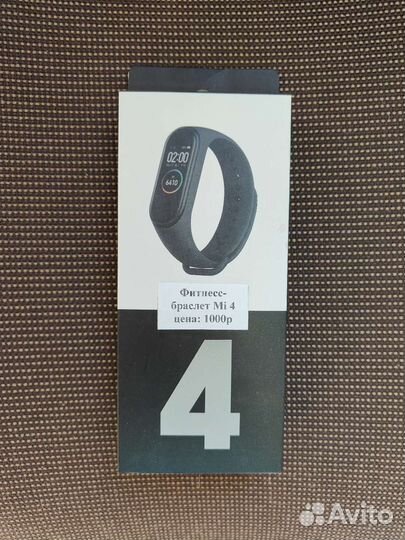 02:00
6410
Фитнесс-
браслет Mi 4
цена: 1000р
4
Avito